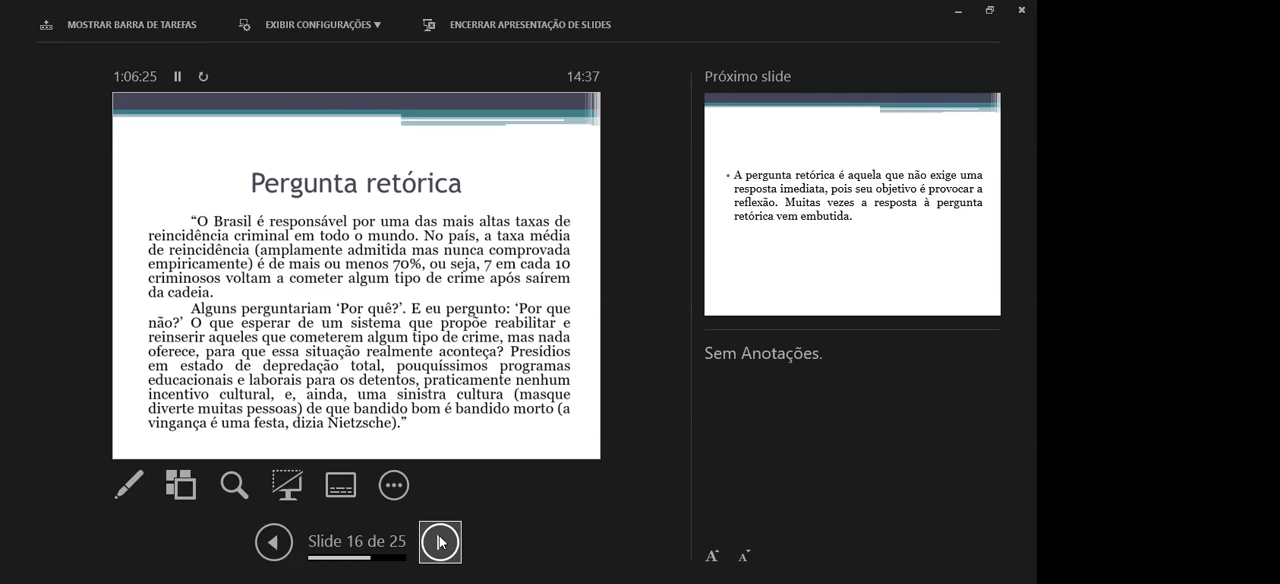 MOSTRAR BARRA DE TAREFAS
EXIBIR CONFIGURAÇÕES ▼
ENCERRAR APRESENTAÇÃO DE SLIDES
1:06:25
14:37
Pergunta retórica
“O Brasil é responsável por uma das mais altas taxas de
reincidência criminal em todo o mundo. No país, a taxa média
de reincidência (amplamente admitida mas nunca comprovada
empiricamente) é de mais ou menos 70%, ou seja, 7 em cada 10
criminosos voltam a cometer algum tipo de crime após saírem
da cadeia.
Alguns perguntariam ‘Por quê?’. E eu pergunto: ‘Por que
não?’ O que esperar de um sistema que propõe reabilitar e
reinserir aqueles que cometerem algum tipo de crime, mas nada
oferece, para que essa situação realmente aconteça? Presídios
em estado de depredação total, pouquíssimos programas
educacionais e laborais para os detentos, praticamente nenhum
incentivo cultural, e, ainda, uma sinistra cultura (masque
diverte muitas pessoas) de que bandido bom é bandido morto (a
vingança é uma festa, dizia Nietzsche).”
Slide 16 de 25
Próximo slide
• A pergunta retórica é aquela que não exige uma
resposta imediata, pois seu objetivo é provocar a
reflexão. Muitas vezes a resposta à pergunta
retórica vem embutida.
Sem Anotações.
A A